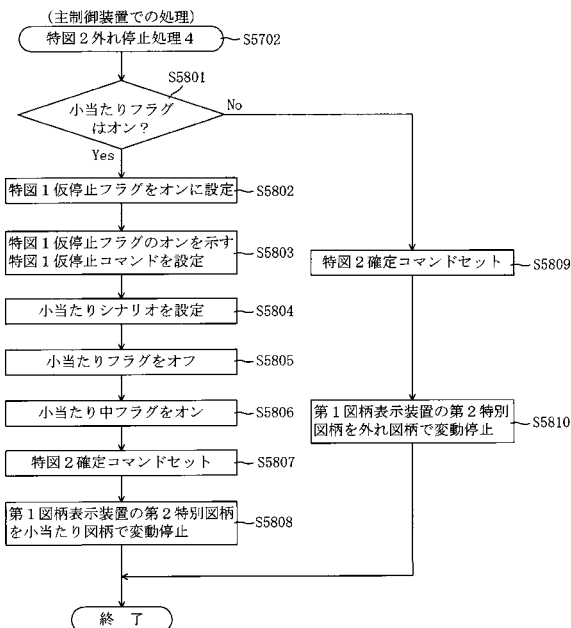 (主制御装置での処理)
特図2外れ停止処理4
S5702
S5801
小当たりフラグ
はオン?
No
Yes
特図1仮停止フラグをオンに設定
S5802
特図1仮停止フラグのオンを示す
特図1仮停止コマンドを設定
S5803
特図2確定コマンドセット
S5809
小当たりシナリオを設定
S5804
小当たりフラグをオフ
S5805
小当たり中フラグをオン
S5806
第1図柄表示装置の第2特別
図柄を外れ図柄で変動停止
S5810
特図2確定コマンドセット
S5807
第1図柄表示装置の第2特別図柄
を小当たり図柄で変動停止
S5808
終 了